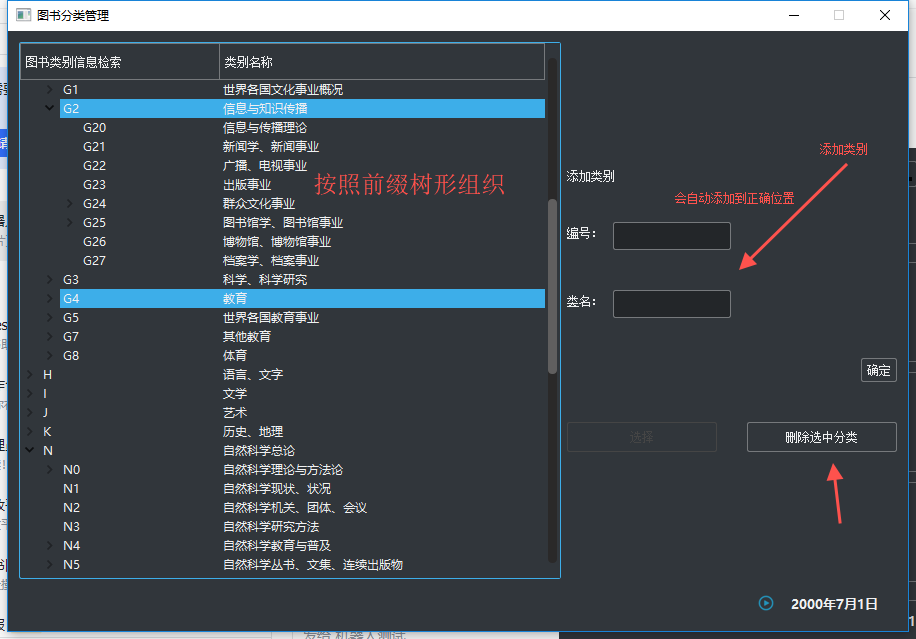 图书分类管理
图书类别信息检索 类别名称
G1 世界各国文化事业概况
G2 信息与知识传播
G20 信息与传播理论
G21 新闻学、新闻事业
G22 广播、电视事业
G23 出版事业
G24 群众文化事业
G25 图书馆学、图书馆事业
G26 博物馆、博物馆事业
G27 档案学、档案事业
G3 科学、科学研究
G4 教育
G5 世界各国教育事业
G7 其他教育
G8 体育
H 语言、文字
I 文学
J 艺术
K 历史、地理
N 自然科学总论
N0 自然科学理论与方法论
N1 自然科学现状、状况
N2 自然科学机关、团体、会议
N3 自然科学研究方法
N4 自然科学教育与普及
N5 自然科学丛书、文集、连续出版物
按照前缀树形组织
添加类别
添加类别
会自动添加到正确位置
编号：
类名：
确定
选择 删除选中分类
2000年7月1日